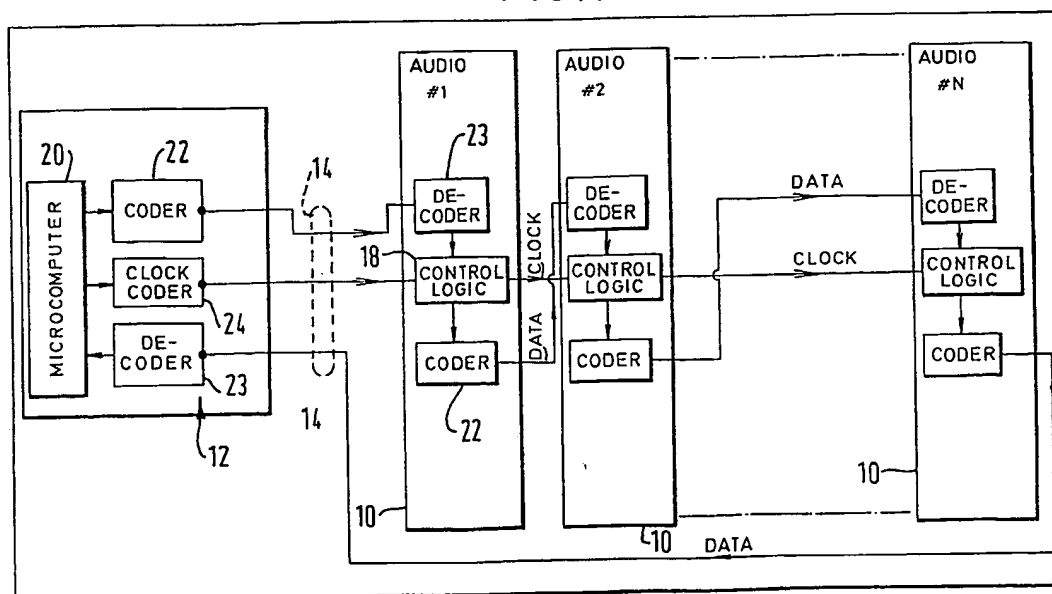 AUDIO
#1
AUDIO
#2
AUDIO
#N
20
22
CODER
MICROCOMPUTER
CLOCK
CODER
24
DE-
CODER
23
12
14
14
23
DE-
CODER
18
CONTROL
LOGIC
CODER
22
10
CLOCK
DATA
DE-
CODER
CONTROL
LOGIC
CODER
10
DATA
CLOCK
DE-
CODER
CONTROL
LOGIC
CODER
10
DATA